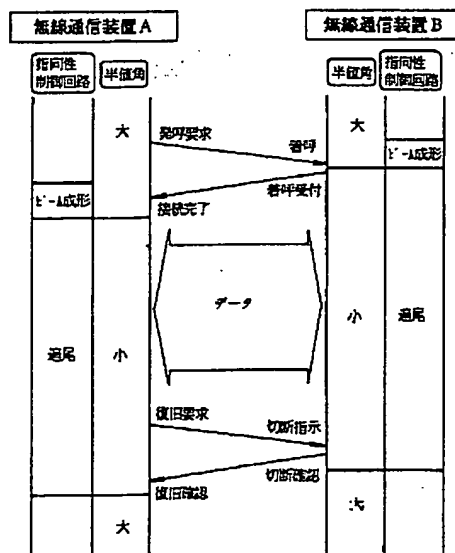 無線通信装置A
無線通信装置B
指向性
制御回路
半値角
半値角
指向性
制御回路
大
大
発呼要求
着呼
ビーム成形
ビーム成形
着呼受付
接続完了
データ
追尾
小
小
追尾
復旧要求
切断指示
切断確認
復旧確認
大
大